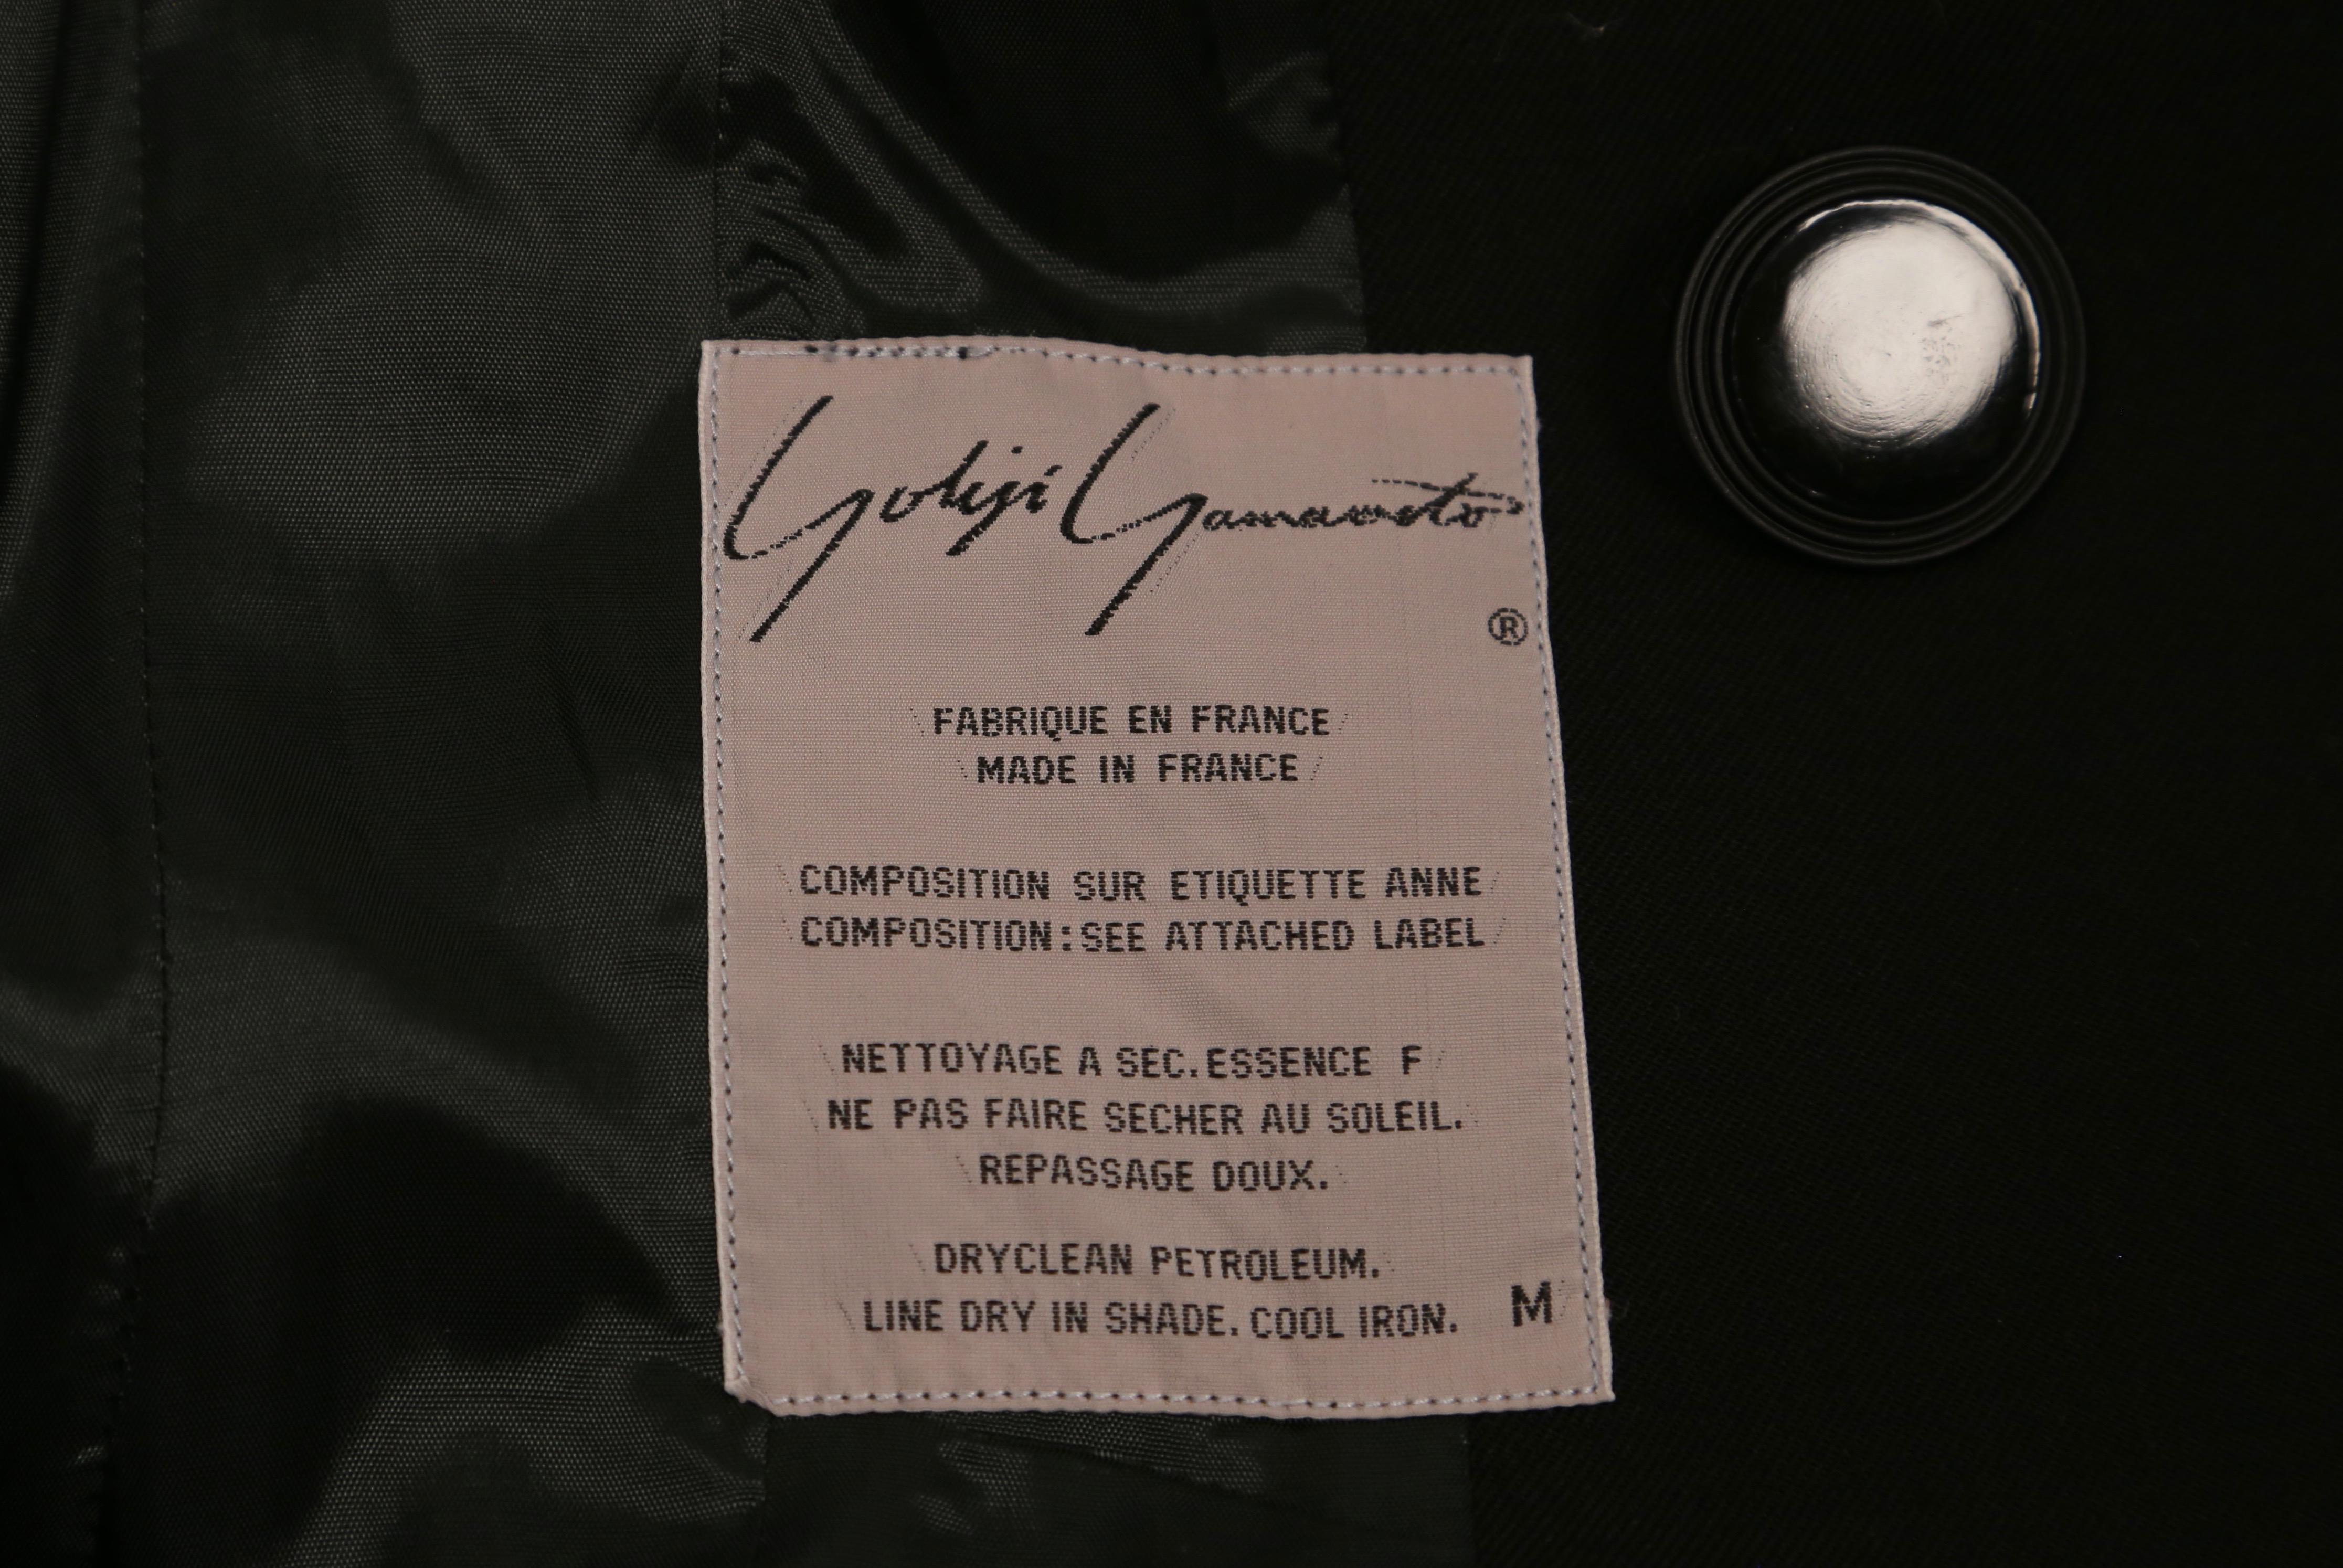 Yohji Yamamoto
®
FABRIQUE EN FRANCE
MADE IN FRANCE
COMPOSITION SUR ETIQUETTE ANNE
COMPOSITION:SEE ATTACHED LABEL
NETTOYAGE A SEC.ESSENCE F
NE PAS FAIRE SECHER AU SOLEIL.
REPASSAGE DOUX.
DRYCLEAN PETROLEUM.
LINE DRY IN SHADE. COOL IRON. M